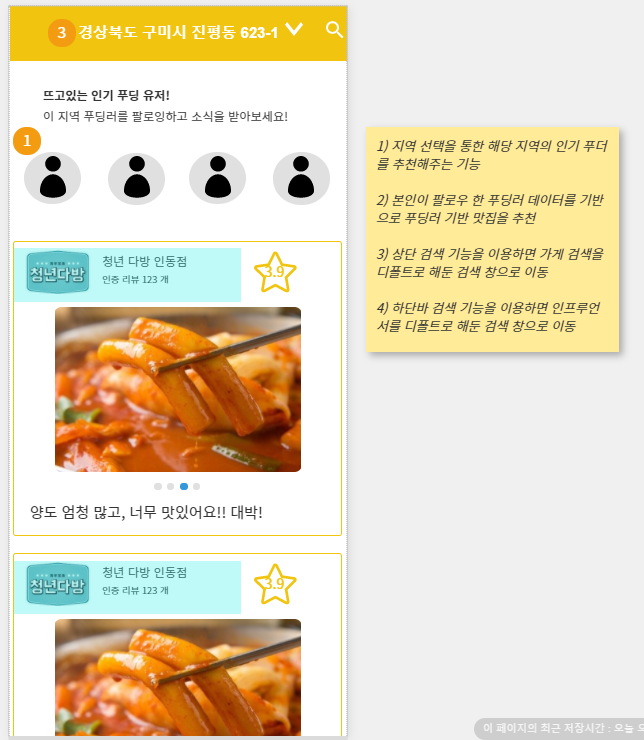 3 경상북도 구미시 진평동 623-1
뜨고있는 인기 푸딩 유저!
이 지역 푸딩러를 팔로잉하고 소식을 받아보세요!
1
청년다방
청년 다방 인동점
인증 리뷰 123 개
3.9
양도 엄청 많고, 너무 맛있어요!! 대박!
청년다방
청년 다방 인동점
인증 리뷰 123 개
3.9
1) 지역 선택을 통한 해당 지역의 인기 푸더
를 추천해주는 기능
2) 본인이 팔로우 한 푸딩러 데이터를 기반
으로 푸딩러 기반 맛집을 추천
3) 상단 검색 기능을 이용하면 가게 검색을
디폴트로 해둔 검색 창으로 이동
4) 하단바 검색 기능을 이용하면 인프루언
서를 디폴트로 해둔 검색 창으로 이동
이 페이지의 최근 저장시간 : 오늘 오